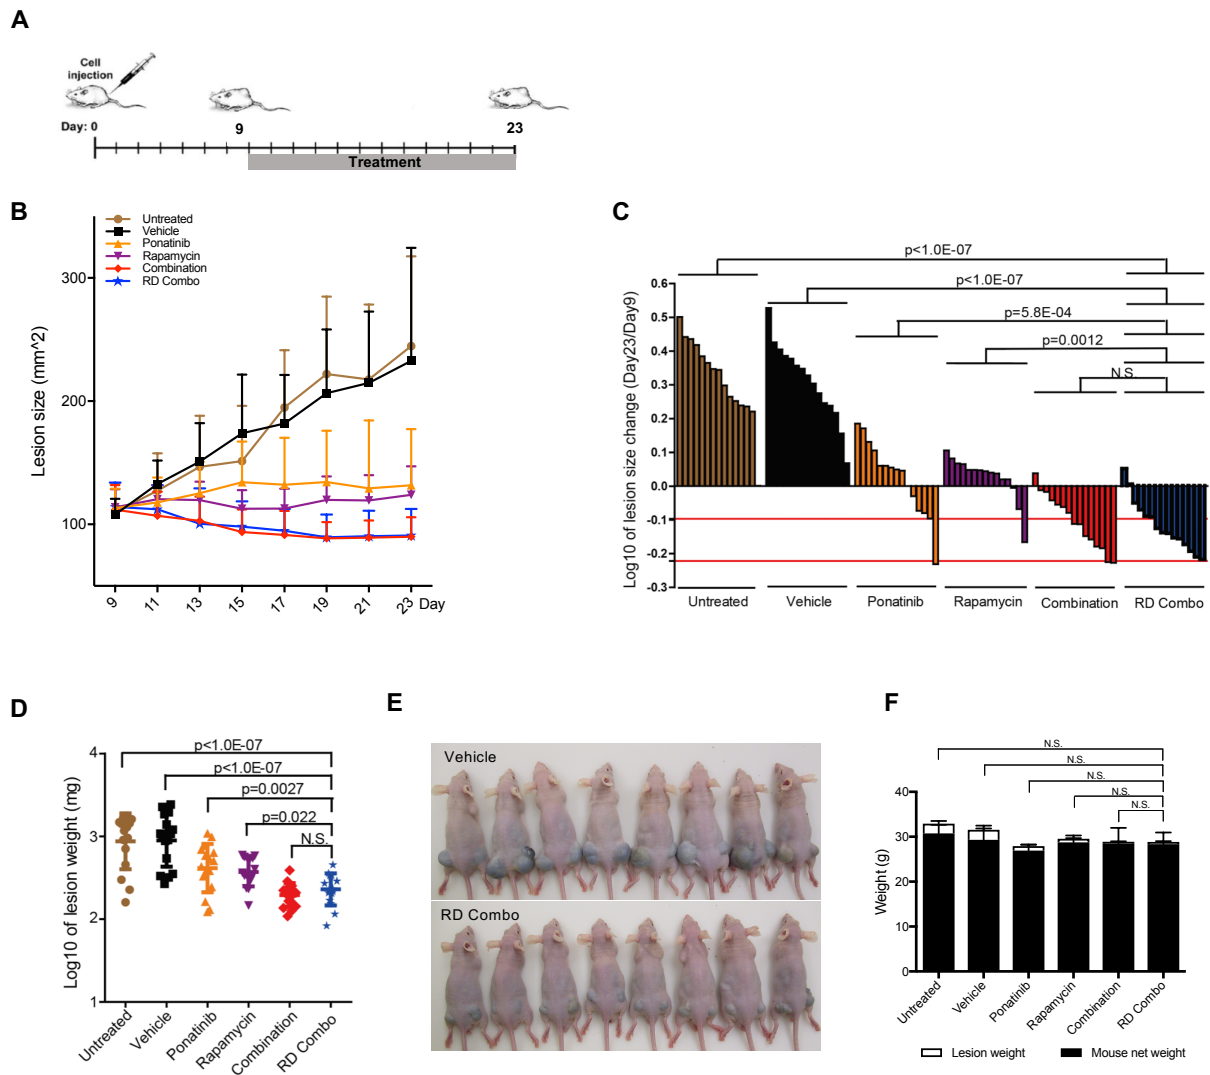 A
Cell
injection
Day: 0
9
23
Treatment
B
Untreated
Vehicle
Ponatinib
Rapamycin
Combination
RD Combo
300
200
100
Lesion size (mm^2)
9
11
13
15
17
19
21
23
Day
C
p<1.0E-07
p<1.0E-07
p=5.8E-04
p=0.0012
N.S
0.6
0.5
0.4
0.3
0.2
0.1
0.0
-0.1
-0.2
-0.3
Log10 of lesion size change (Day23/Day9)
Untreated
Vehicle
Ponatinib
Rapamycin
Combination
RD Combo
D
p<1.0E-07
p<1.0E-07
p=0.0027
p=0.022
N.S.
4
3
2
1
Log10 of lesion weight (mg)
Untreated
Vehicle
Ponatinib
Rapamycin
Combination
RD Combo
E
Vehicle
RD Combo
F
N.S.
N.S.
N.S.
N.S.
N.S.
40
30
20
10
0
Weight (g)
Untreated
Vehicle
Ponatinib
Rapamycin
Combination
RD Combo
Lesion weight
Mouse net weight